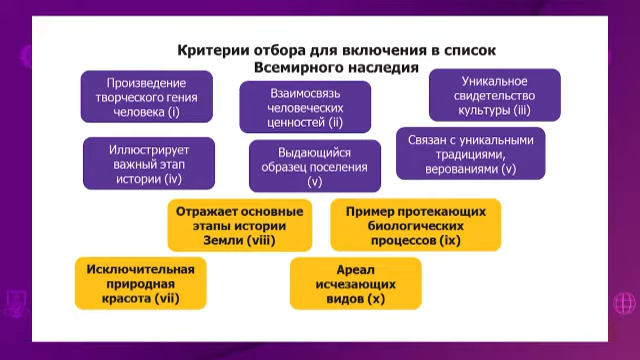 Критерии отбора для включения в список
Всемирного наследия
Произведение
творческого гения
человека (i)
Взаимосвязь
человеческих
ценностей (ii)
Уникальное
свидетельство
культуры (iii)
Иллюстрирует
важный этап
истории (iv)
Выдающийся
образец поселения
(v)
Связан с уникальными
традициями,
верованиями (v)
Отражает основные
этапы истории
Земли (viii)
Пример протекающих
биологических
процессов (ix)
Исключительная
природная
красота (vii)
Ареал
исчезающих
видов (x)